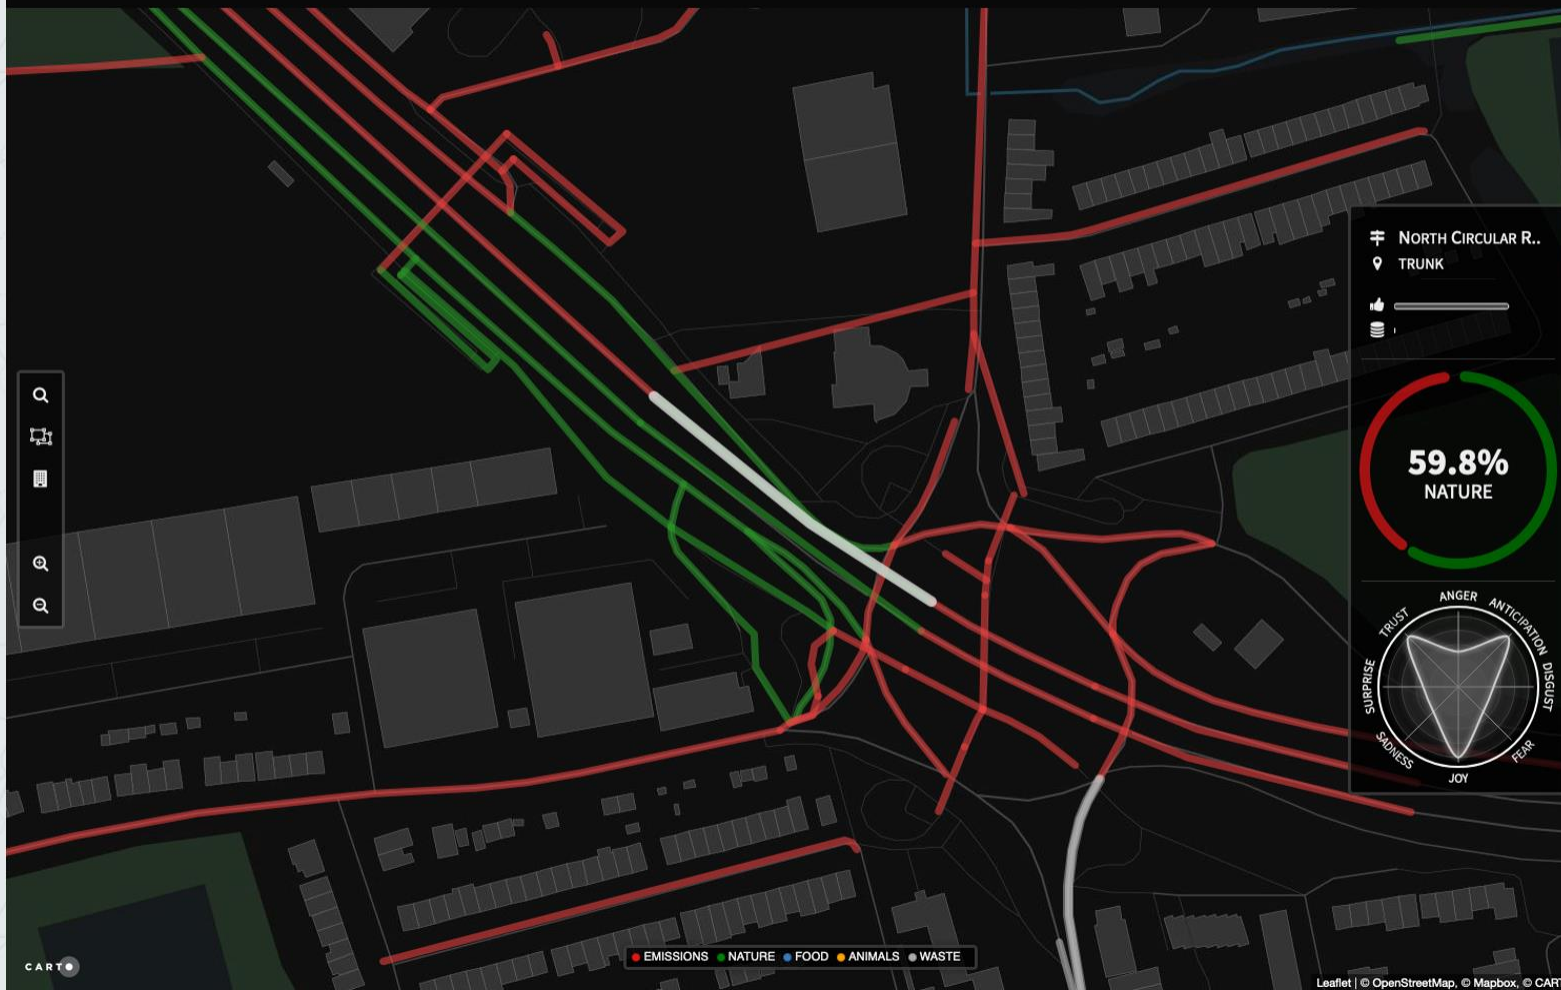 NORTH CIRCULAR R..
TRUNK
59.8%
NATURE
ANGER
ANTICIPATION
DISGUST
FEAR
JOY
SADNESS
SURPRISE
TRUST
CARTO
EMISSIONS NATURE FOOD ANIMALS WASTE
Leaflet | © OpenStreetMap, © Mapbox, © CAR